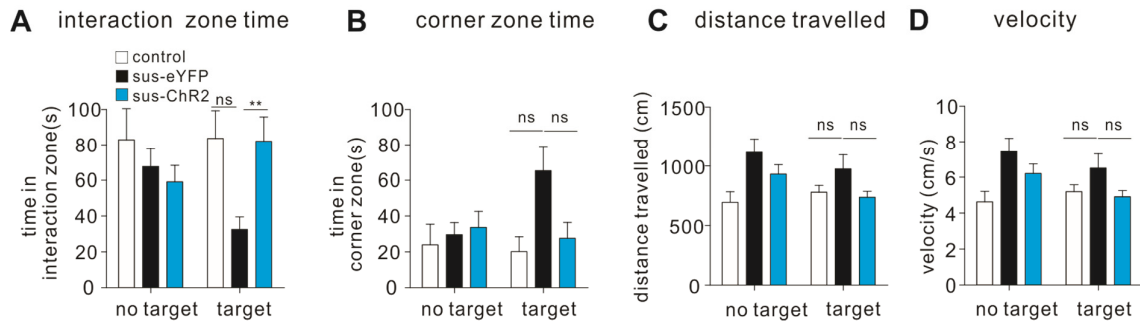 A interaction zone time
control
sus-eYFP
sus-ChR2
ns **
100
80
60
40
20
0
time in
interaction zone(s)
no target target
B corner zone time
ns ns
100
80
60
40
20
0
time in
corner zone(s)
no target target
C distance travelled
ns ns
1500
1000
500
0
distance travelled (cm)
no target target
D velocity
ns ns
10
8
6
4
2
0
velocity (cm/s)
no target target